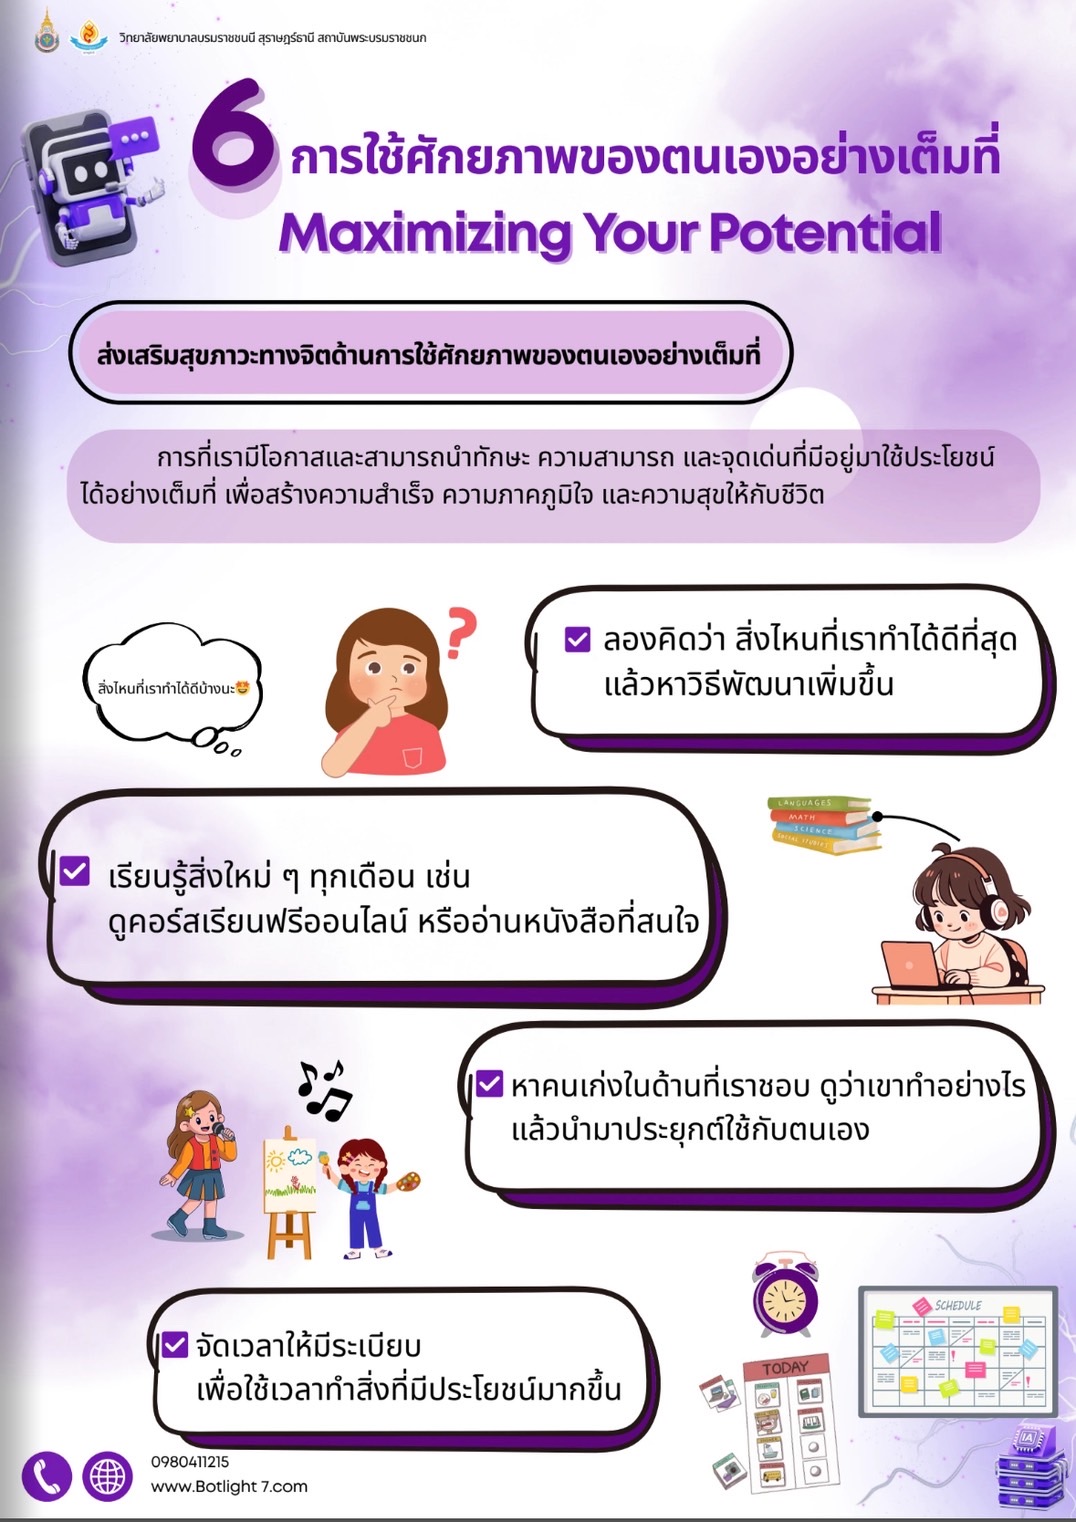 วิทยาลัยพยาบาลบรมราชชนนี สุราษฎร์ธานี สถาบันพระบรมราชชนก
6 การใช้ศักยภาพของตนเองอย่างเต็มที่
Maximizing Your Potential
ส่งเสริมสุขภาวะทางจิตด้านการใช้ศักยภาพของตนเองอย่างเต็มที่
การที่เรามีโอกาสและสามารถนำทักษะ ความสามารถ และจุดเด่นที่มีอยู่มาใช้ประโยชน์
ได้อย่างเต็มที่ เพื่อสร้างความสำเร็จ ความภาคภูมิใจ และความสุขให้กับชีวิต
สิ่งไหนที่เราทำได้ดีบ้างนะ🤩
?
ลองคิดว่า สิ่งไหนที่เราทำได้ดีที่สุด
แล้วหาวิธีพัฒนาเพิ่มขึ้น
LANGUAGES
MATH
SCIENCE
SOCIAL STUDIES
เรียนรู้สิ่งใหม่ ๆ ทุกเดือน เช่น
ดูคอร์สเรียนฟรีออนไลน์ หรืออ่านหนังสือที่สนใจ
หาคนเก่งในด้านที่เราชอบ ดูว่าเขาทำอย่างไร
แล้วนำมาประยุกต์ใช้กับตนเอง
จัดเวลาให้มีระเบียบ
เพื่อใช้เวลาทำสิ่งที่มีประโยชน์มากขึ้น
SCHEDULE
TODAY
IA
0980411215
www.Botlight 7.com